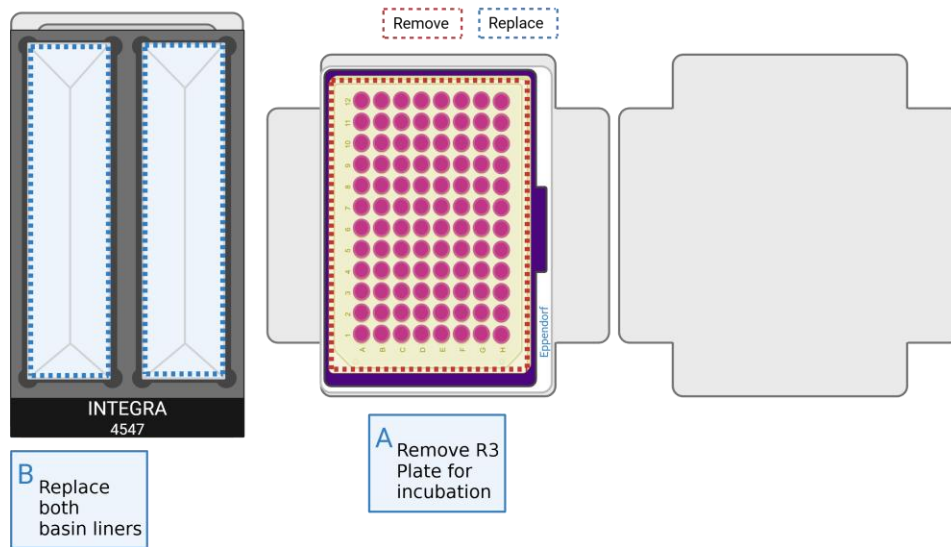 Remove
Replace
12
11
10
9
8
7
6
5
4
3
2
1
A B C D E F G H
Eppendorf
INTEGRA
4547
A
Remove R3
Plate for
incubation
B
Replace
both
basin liners